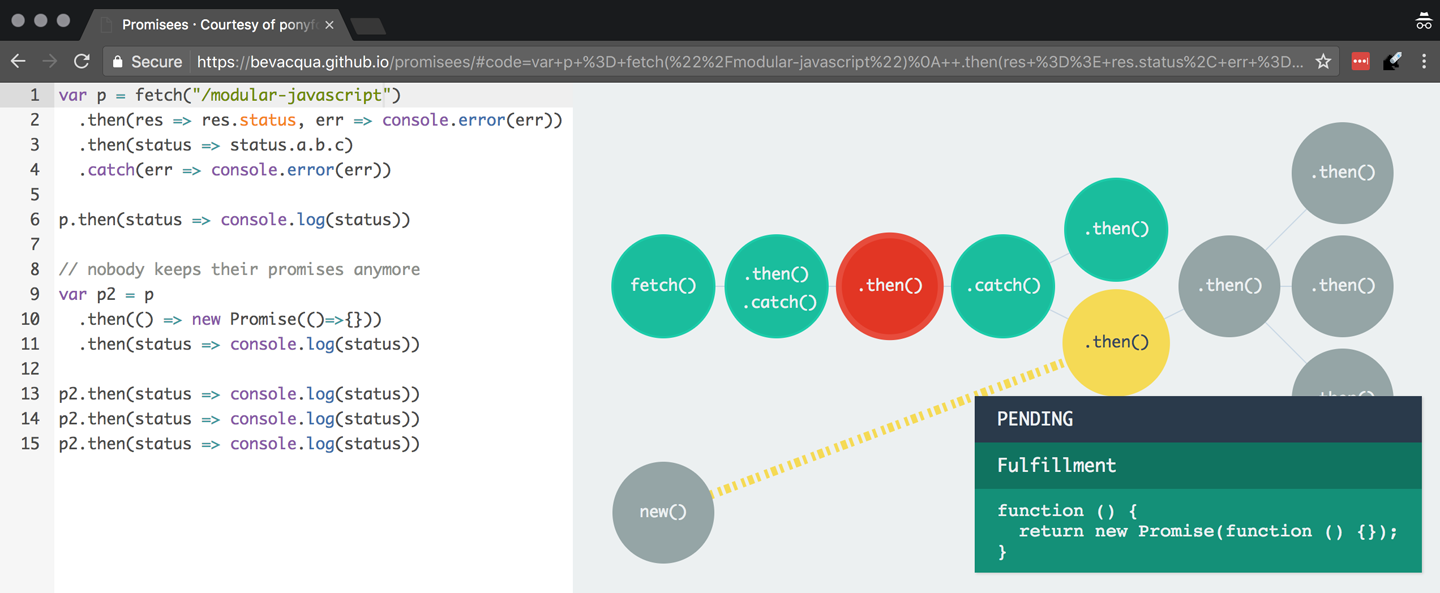 Promisees · Courtesy of ponyf
Secure https://bevacqua.github.io/promisees/#code=var+p+%3D+fetch(%22%2Fmodular-javascript%22)%0A++.then(res+%3D%3E+res.status%2C+err+%3D...
1 var p = fetch("/modular-javascript")
2 .then(res => res.status, err => console.error(err))
3 .then(status => status.a.b.c)
4 .catch(err => console.error(err))
5
6 p.then(status => console.log(status))
7
8 // nobody keeps their promises anymore
9 var p2 = p
10 .then(() => new Promise(()=>{}))
11 .then(status => console.log(status))
12
13 p2.then(status => console.log(status))
14 p2.then(status => console.log(status))
15 p2.then(status => console.log(status))
fetch()
.then()
.catch()
.then()
.catch()
.then()
.then()
.then()
.then()
.then()
new()
PENDING
Fulfillment
function () {
return new Promise(function () {});
}